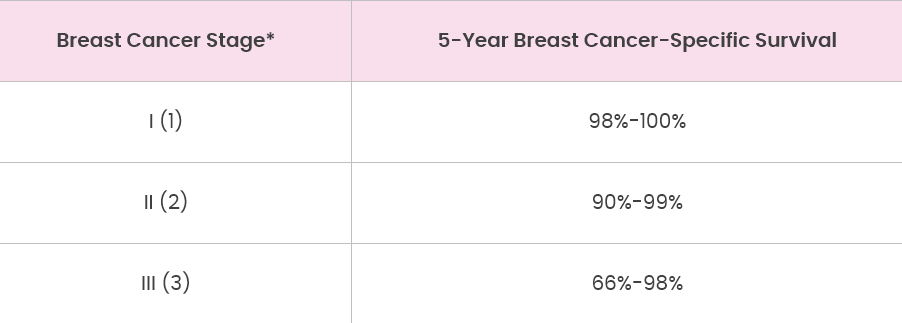 Breast Cancer Stage* 5-Year Breast Cancer-Specific Survival
I (1) 98%-100%
II (2) 90%-99%
III (3) 66%-98%